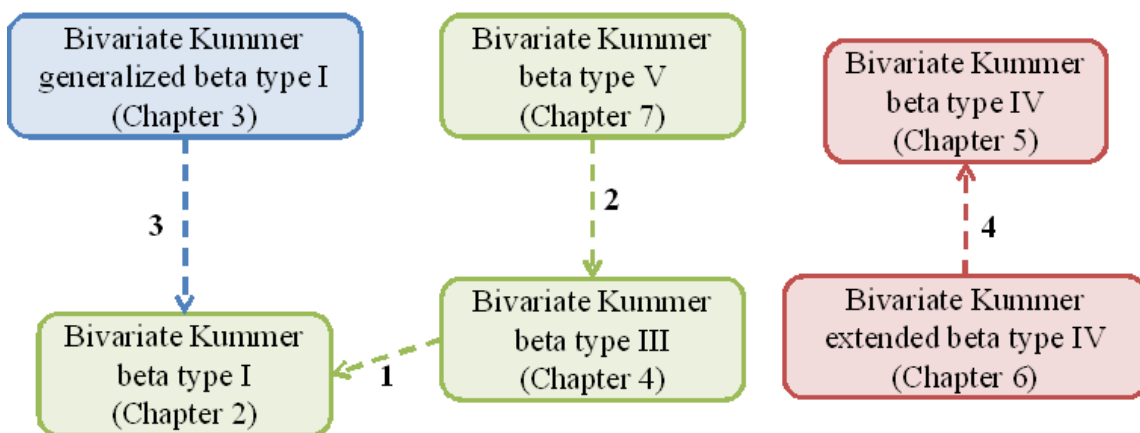 Bivariate Kummer
generalized beta type I
(Chapter 3)
Bivariate Kummer
beta type V
(Chapter 7)
Bivariate Kummer
beta type IV
(Chapter 5)
3
2
4
Bivariate Kummer
beta type I
(Chapter 2)
1
Bivariate Kummer
beta type III
(Chapter 4)
Bivariate Kummer
extended beta type IV
(Chapter 6)